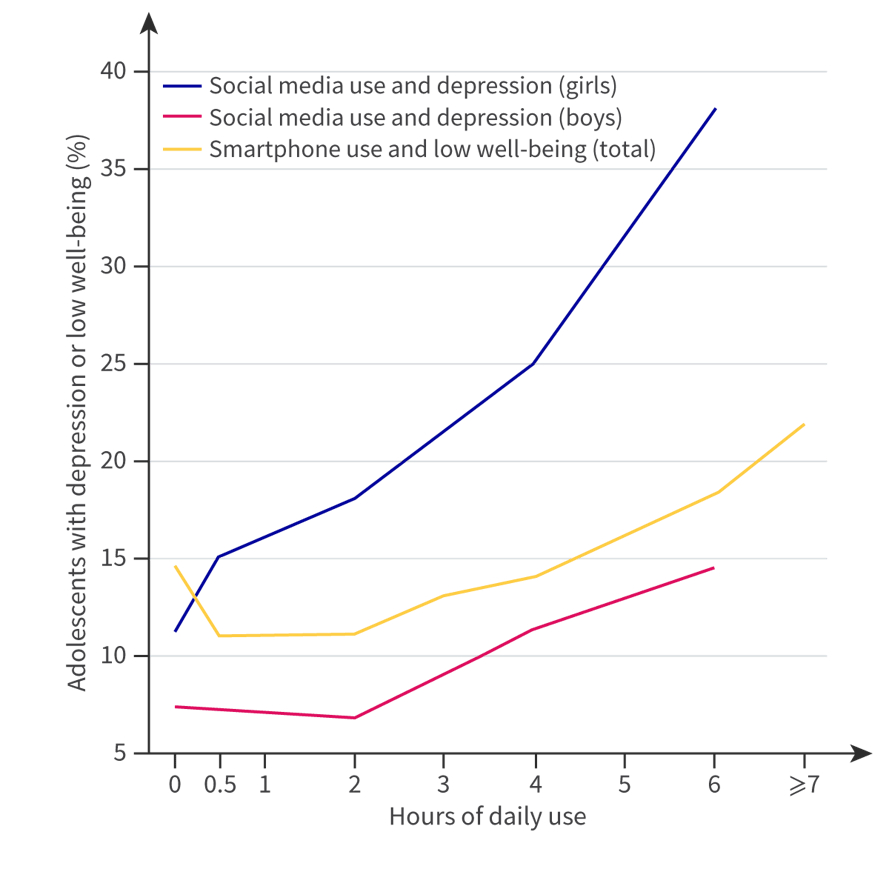 40
Social media use and depression (girls)
Social media use and depression (boys)
Smartphone use and low well-being (total)
35
30
25
20
15
10
5
Adolescents with depression or low well-being (%)
0 0.5 1 2 3 4 5 6 ⩾7
Hours of daily use